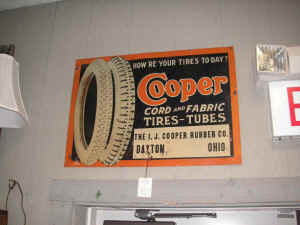 HOW'RE YOUR TIRES TO-DAY?
Cooper
CORD AND FABRIC
TIRES-TUBES
THE I.J. COOPER RUBBER CO.
DAYTON, OHIO.
E